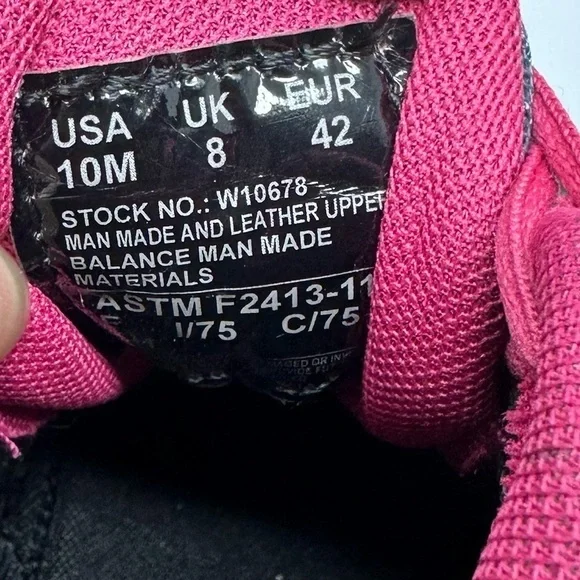 USA UK EUR
10M 8 42
STOCK NO.: W10678
MAN MADE AND LEATHER UPPER
BALANCE MAN MADE
MATERIALS
ASTM F2413-11
I/75 C/75